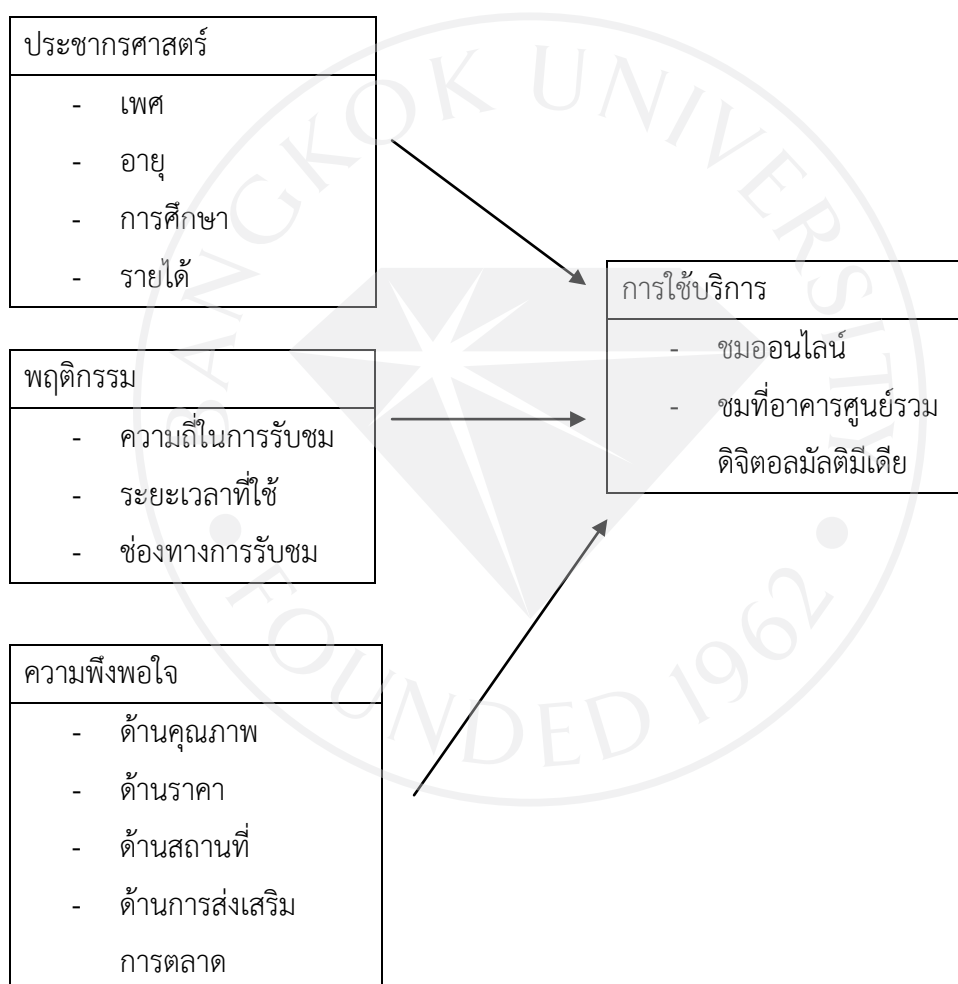 ประชากรศาสตร์
- เพศ
- อายุ
- การศึกษา
- รายได้
พฤติกรรม
- ความถี่ในการรับชม
- ระยะเวลาที่ใช้
- ช่องทางการรับชม
ความพึงพอใจ
- ด้านคุณภาพ
- ด้านราคา
- ด้านสถานที่
- ด้านการส่งเสริม
การตลาด
การใช้บริการ
- ชมออนไลน์
- ชมที่อาคารศูนย์รวม
ดิจิตอลมัลติมีเดีย
BANGKOK UNIVERSITY
FOUNDED 1962